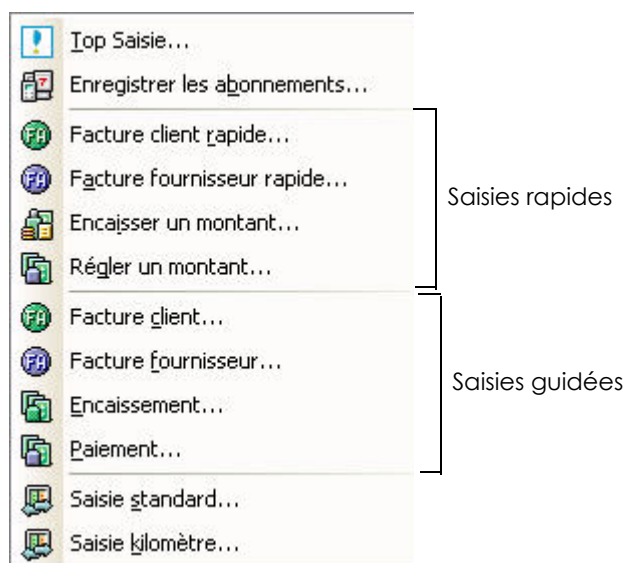 Top Saisie...
Enregistrer les abonnements...
Facture client rapide...
Facture fournisseur rapide...
Encaisser un montant...
Régler un montant...
Saisies rapides
Facture client...
Facture fournisseur...
Encaissement...
Paiement...
Saisies guidées
Saisie standard...
Saisie kilomètre...